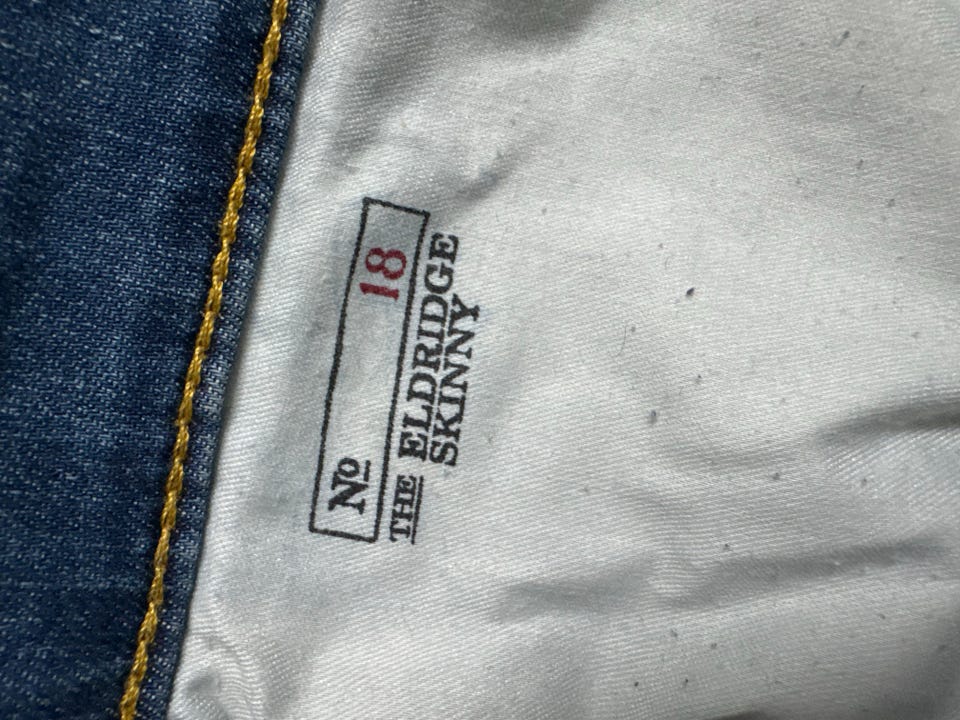 No 18
THE ELDRIDGE
SKINNY